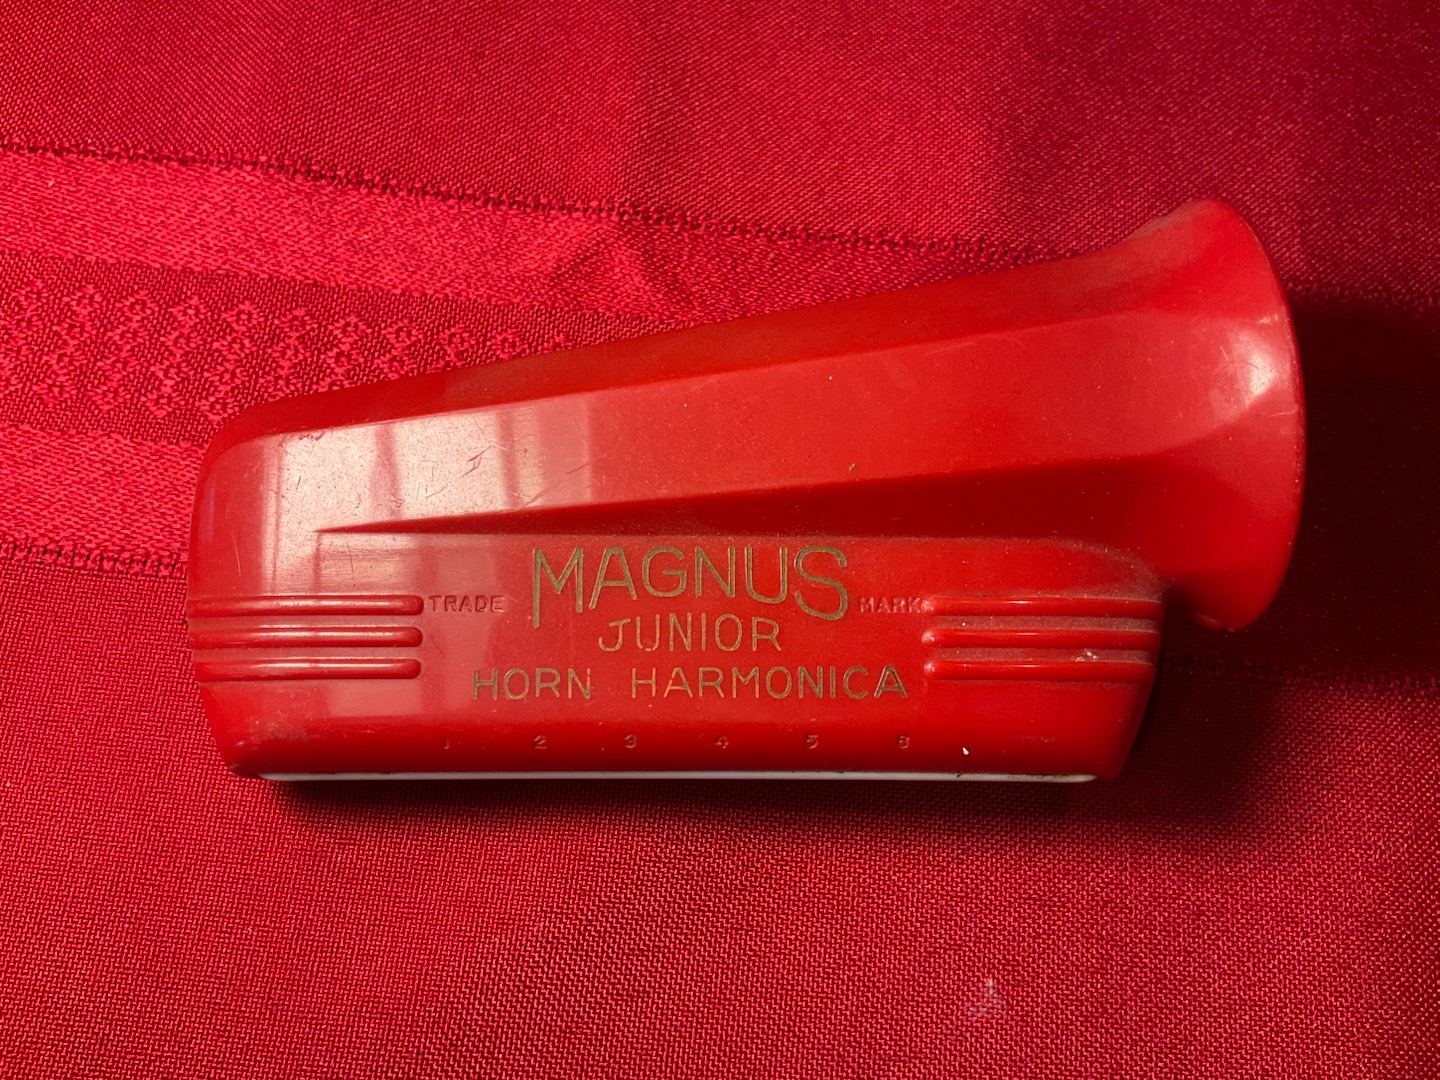 TRADE MAGNUS MARK
JUNIOR
HORN HARMONICA
1 2 3 4 5 6